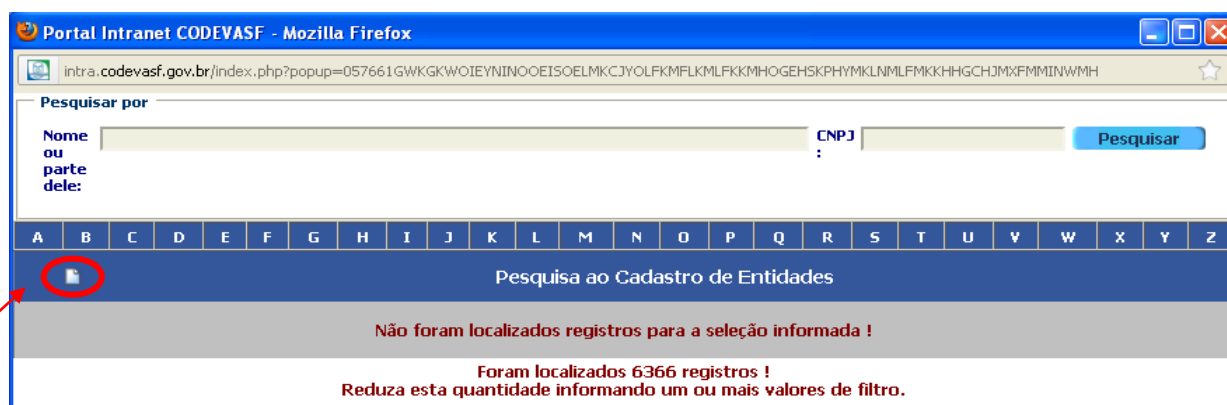 Portal Intranet CODEVASF - Mozilla Firefox
intra.codevasf.gov.br/index.php?popup=057661GWKGKWOIEYNINOOEISOELMKCJYOLFKMFLKMLFKKMHOGEHSKPHYMKLNMLFMKKHHGCHJMXFMMINWMH
Pesquisar por
Nome ou parte dele:
CNPJ :
Pesquisar
A B C D E F G H I J K L M N O P Q R S T U V W X Y Z
Pesquisa ao Cadastro de Entidades
Não foram localizados registros para a seleção informada !
Foram localizados 6366 registros !
Reduza esta quantidade informando um ou mais valores de filtro.